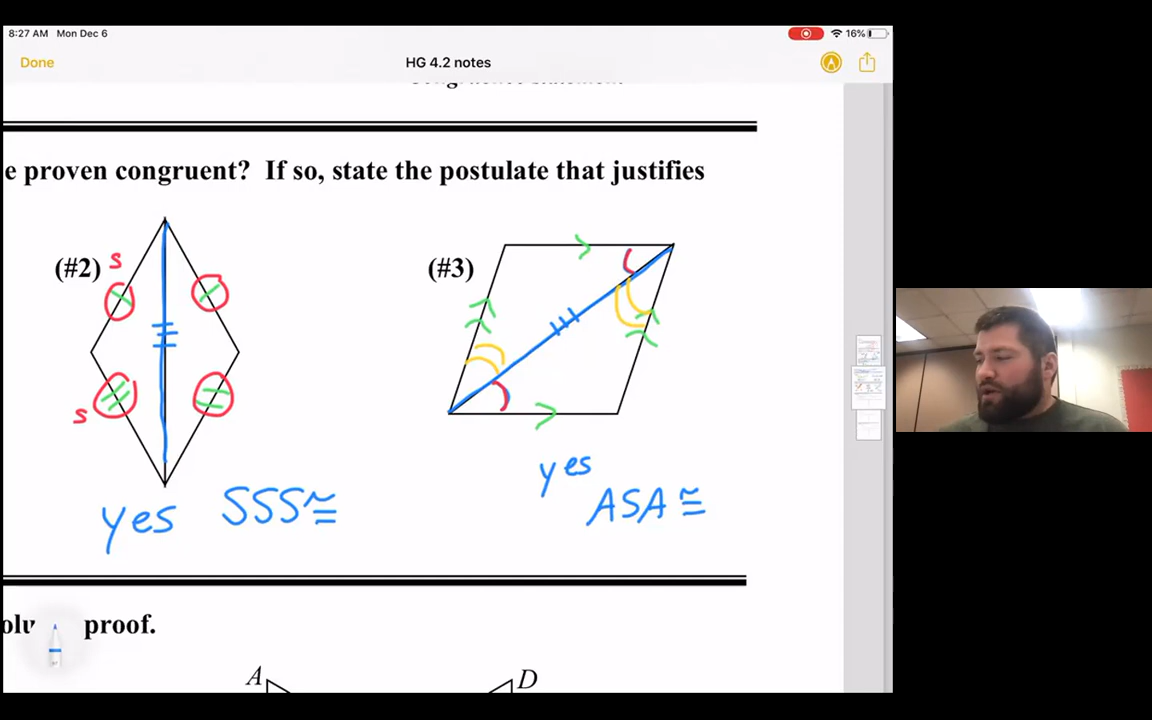 8:27 AM Mon Dec 6
16%
Done
HG 4.2 notes
e proven congruent? If so, state the postulate that justifies
(#2)
s
s
yes SSS≅
(#3)
yes
ASA≅
proof.
A
D